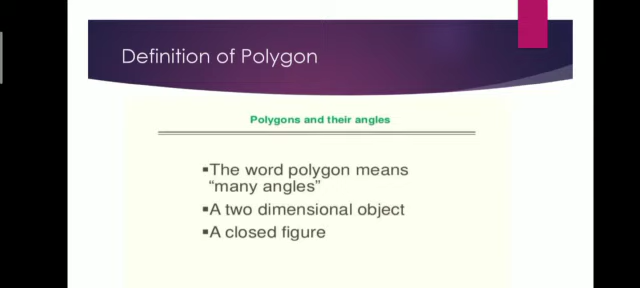 Definition of Polygon
Polygons and their angles
▪The word polygon means
“many angles”
▪A two dimensional object
▪A closed figure